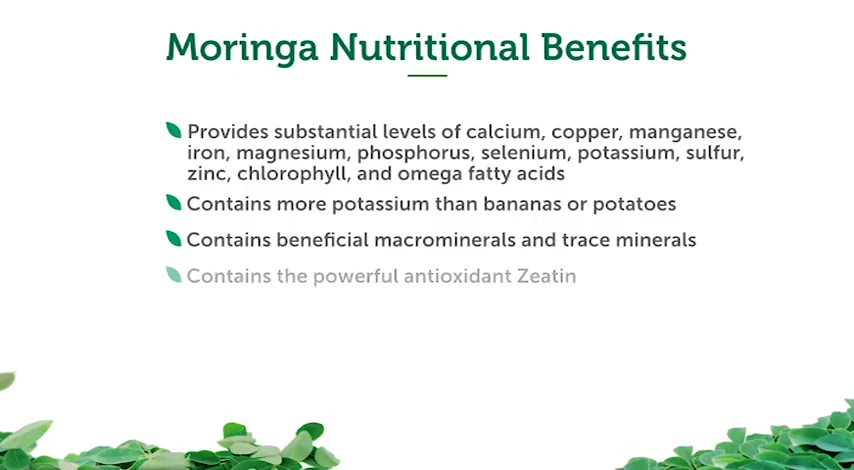 Moringa Nutritional Benefits
Provides substantial levels of calcium, copper, manganese,
iron, magnesium, phosphorus, selenium, potassium, sulfur,
zinc, chlorophyll, and omega fatty acids
Contains more potassium than bananas or potatoes
Contains beneficial macrominerals and trace minerals
Contains the powerful antioxidant Zeatin